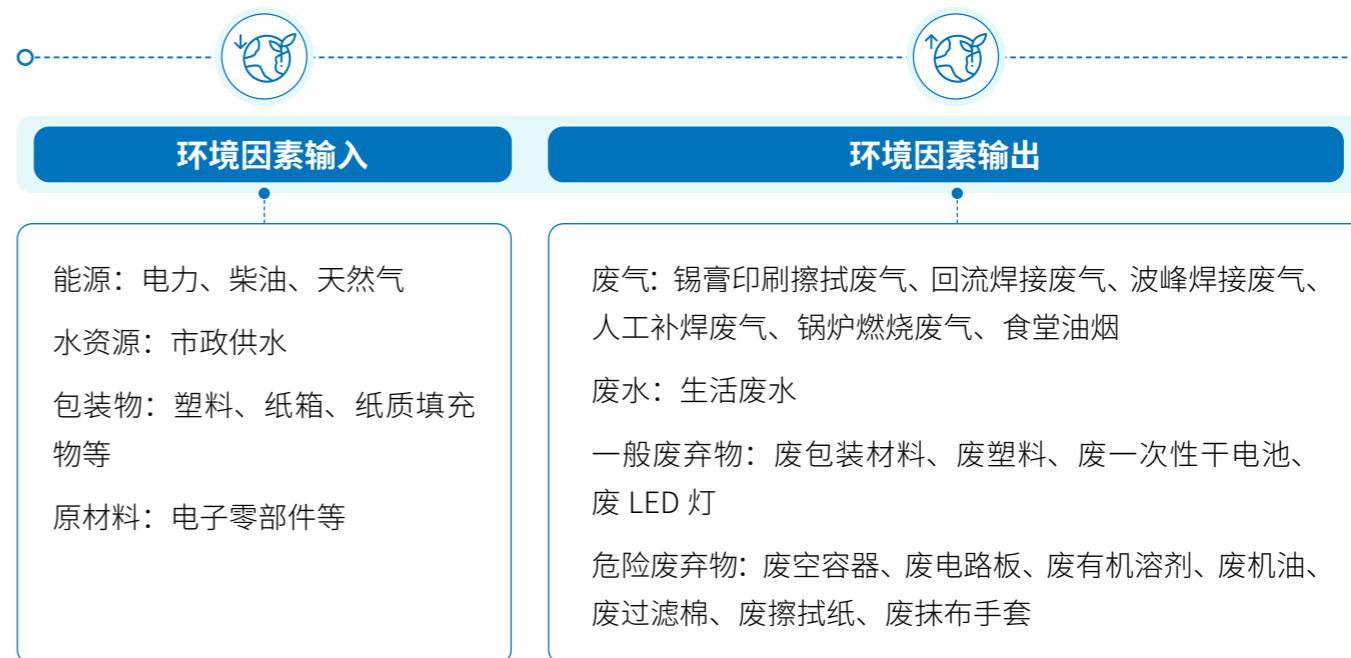 环境因素输入
能源：电力、柴油、天然气
水资源：市政供水
包装物：塑料、纸箱、纸质填充
物等
原材料：电子零部件等
环境因素输出
废气：锡膏印刷擦拭废气、回流焊接废气、波峰焊接废气、
人工补焊废气、锅炉燃烧废气、食堂油烟
废水：生活废水
一般废弃物：废包装材料、废塑料、废一次性干电池、
废 LED 灯
危险废弃物：废空容器、废电路板、废有机溶剂、废机油、
废过滤棉、废擦拭纸、废抹布手套